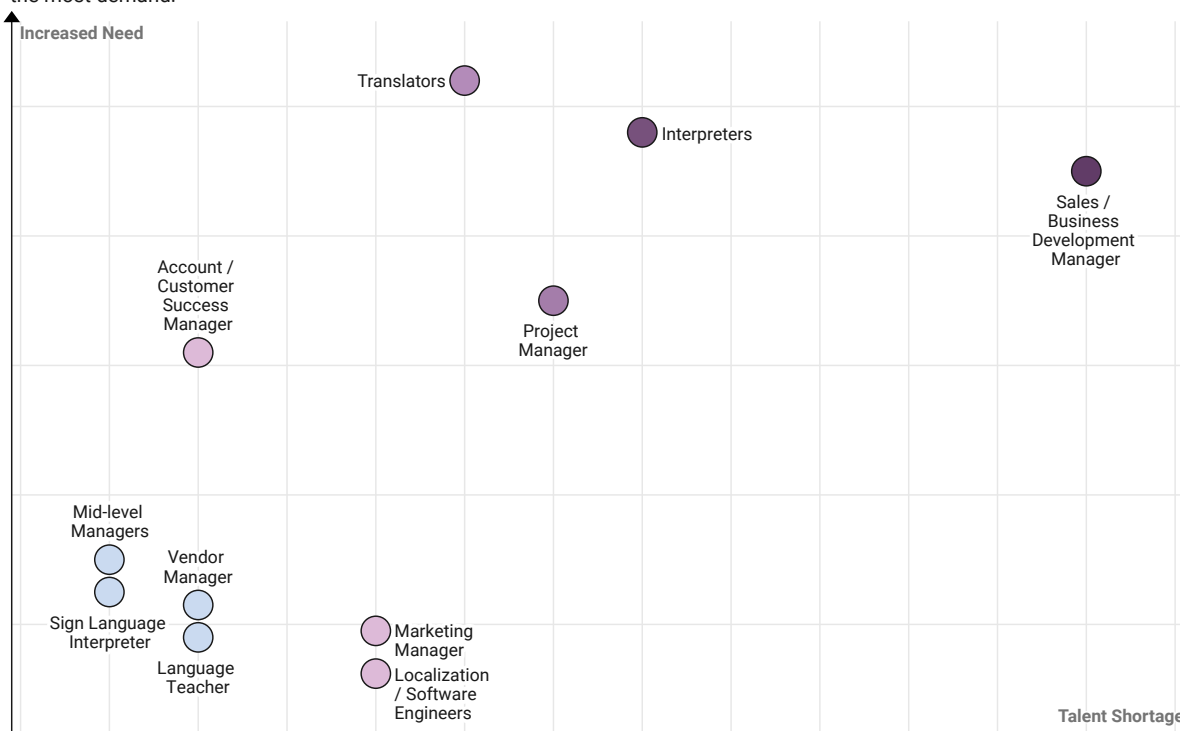 the most demand.
Increased Need
Translators
Interpreters
Sales /
Business
Development
Manager
Account /
Customer
Success
Manager
Project
Manager
Mid-level
Managers
Vendor
Manager
Sign Language
Interpreter
Language
Teacher
Marketing
Manager
Localization
/ Software
Engineers
Talent Shortage